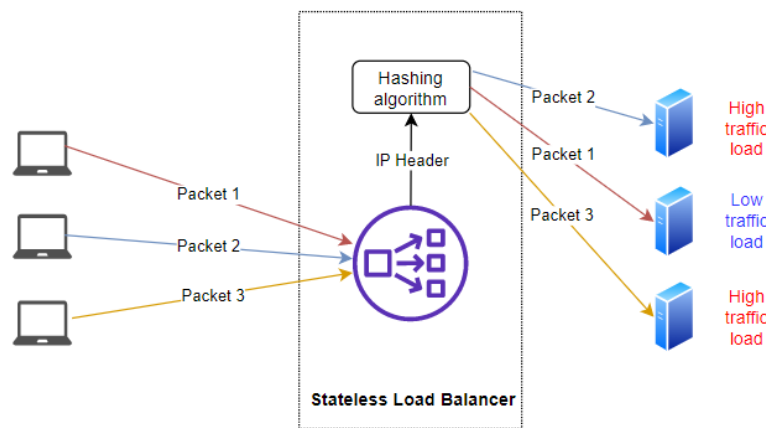 Hashing
algorithm
Packet 2
High
traffic
load
IP Header
Packet 1
Packet 1
Low
traffic
load
Packet 3
Packet 2
Packet 3
High
traffic
load
Stateless Load Balancer